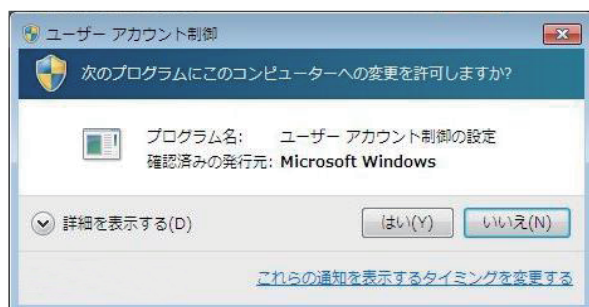 ユーザー アカウント制御
次のプログラムにこのコンピューターへの変更を許可しますか?
プログラム名: ユーザー アカウント制御の設定
確認済みの発行元: Microsoft Windows
詳細を表示する(D) はい(Y) いいえ(N)
これらの通知を表示するタイミングを変更する